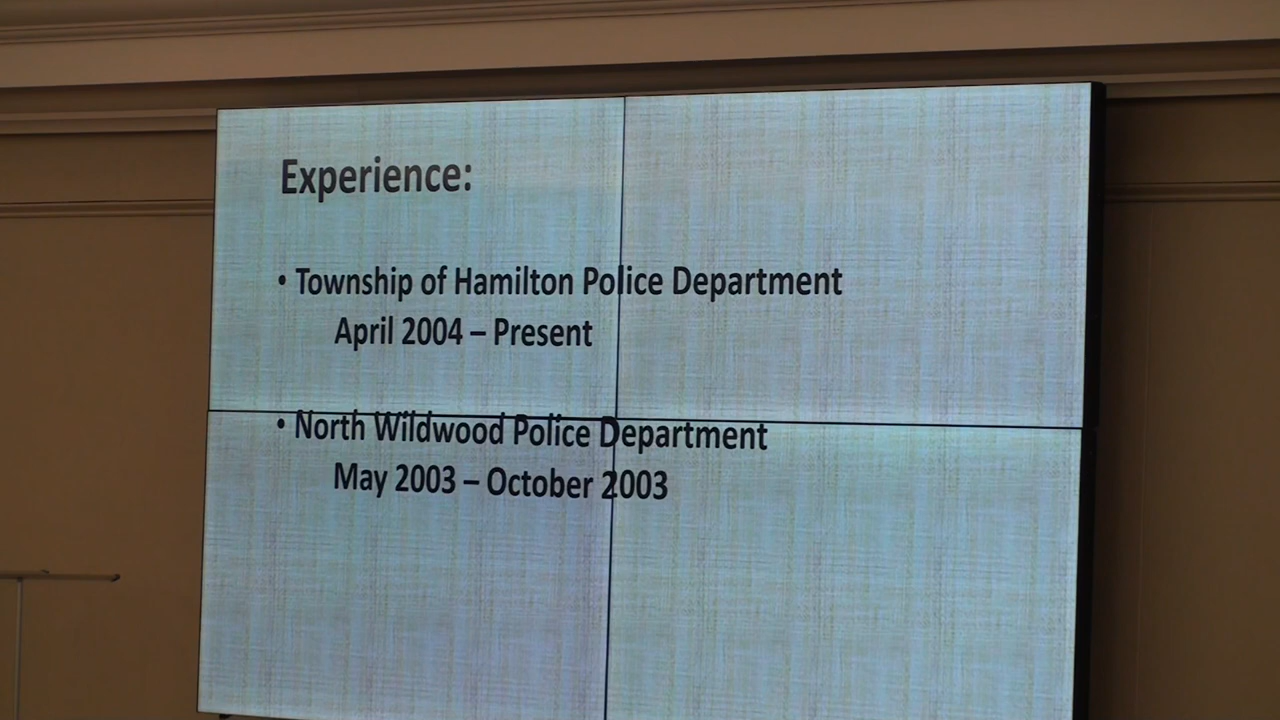 Experience:
• Township of Hamilton Police Department
April 2004 – Present
• North Wildwood Police Department
May 2003 – October 2003